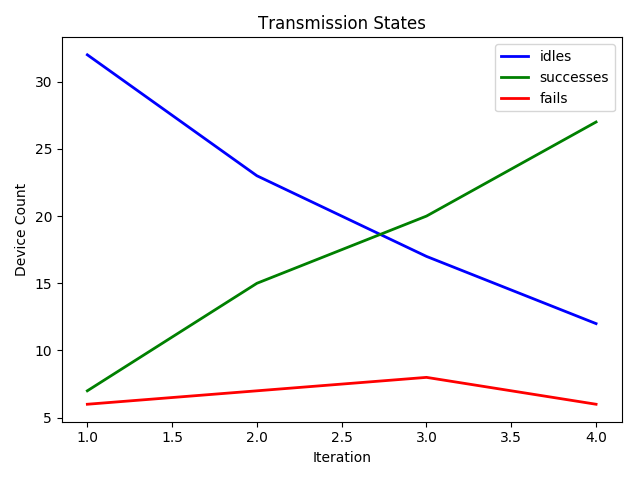 Transmission States
idles
successes
fails
Device Count
30
25
20
15
10
5
1.0 1.5 2.0 2.5 3.0 3.5 4.0
Iteration